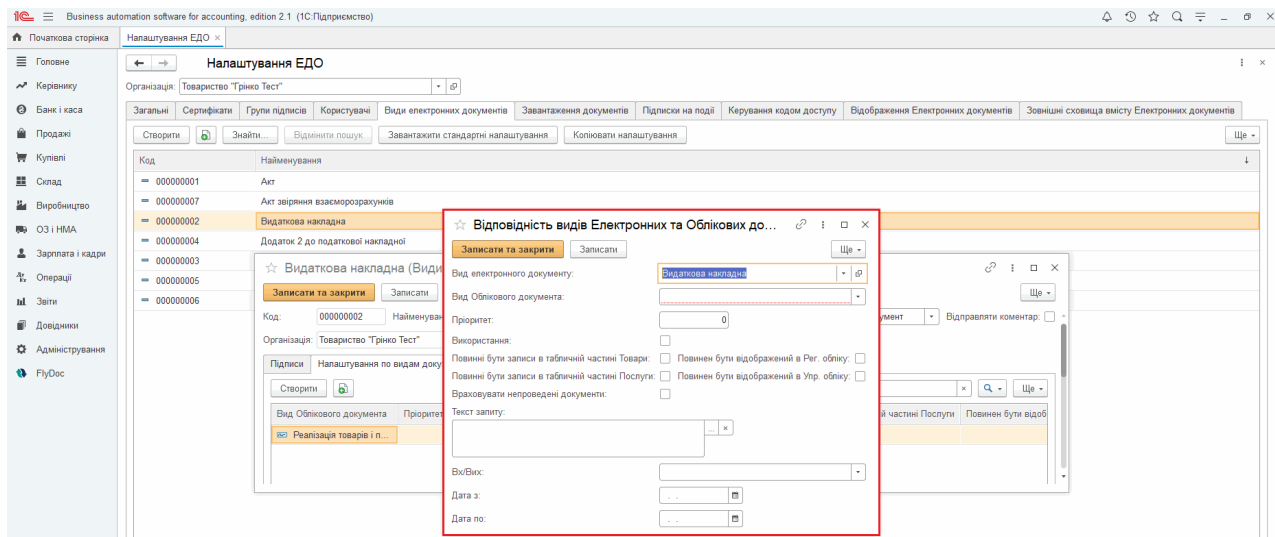 1С Business automation software for accounting, edition 2.1 (1С:Підприємство)
Початкова сторінка Налаштування ЕДО ×
Головне
Керівнику
Банк і каса
Продажі
Купівлі
Склад
Виробництво
ОЗ і НМА
Зарплата і кадри
Операції
Звіти
Довідники
Адміністрування
FlyDoc
Налаштування ЕДО
Організація: Товариство "Грінко Тест"
Загальні Сертифікати Групи підписів Користувачі Види електронних документів Завантаження документів Підписки на події Керування кодом доступу Відображення Електронних документів Зовнішні сховища вмісту Електронних документів
Створити Знайти... Відмінити пошук Завантажити стандартні налаштування Копіювати налаштування Ще
Код Найменування
000000001 Акт
000000007 Акт звіряння взаєморозрахунків
000000002 Видаткова накладна
000000004 Додаток 2 до податкової накладної
000000003
000000005
000000006
Видаткова накладна (Види
Записати та закрити Записати Ще
Код: 000000002 Найменуван умент Відправляти коментар:
Організація: Товариство "Грінко Тест"
Підписи Налаштування по видам доку
Створити Ще
Вид Облікового документа Пріоритет й частині Послуги Повинен бути відоб
Реалізація товарів і п...
Відповідність видів Електронних та Облікових до...
Записати та закрити Записати Ще
Вид електронного документу: Видаткова накладна
Вид Облікового документа:
Пріоритет: 0
Використання:
Повинні бути записи в табличній частині Товари: Повинен бути відображений в Рег. обліку:
Повинні бути записи в табличній частині Послуги: Повинен бути відображений в Упр. обліку:
Враховувати непроведені документи:
Текст запиту:
... ×
Вх/Вих:
Дата з: . .
Дата по: . .